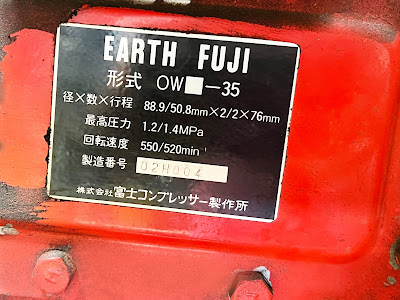 EARTH FUJI
形式 OW■-35
径×数×行程 88.9/50.8mm×2/2×76mm
最高圧力 1.2/1.4MPa
回転速度 550/520min⁻¹
製造番号 02H004
株式会社富士コンプレッサー製作所